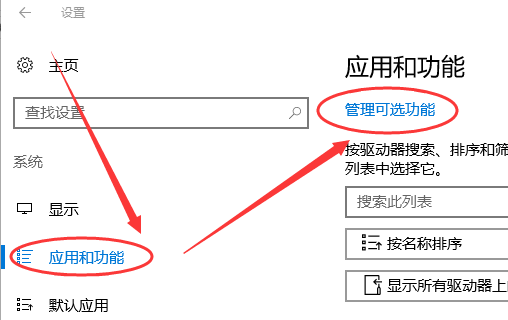 设置
主页
查找设置
系统
显示
应用和功能
默认应用
应用和功能
管理可选功能
按驱动器搜索、排序和筛
列表中选择它。
搜索此列表
按名称排序
显示所有驱动器上